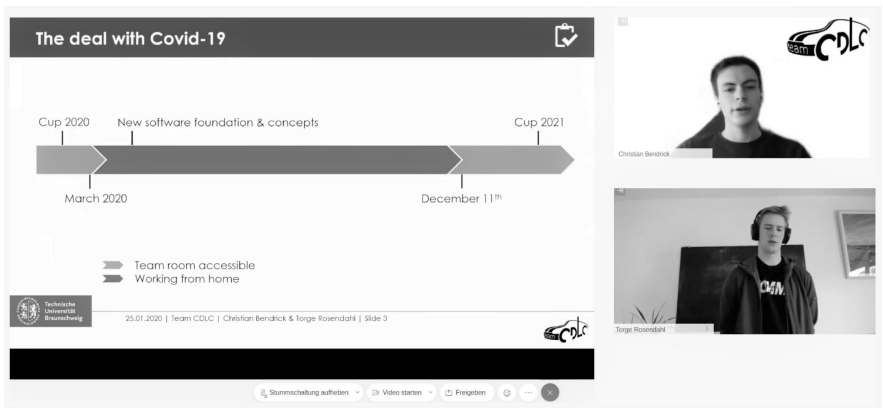 The deal with Covid-19
Cup 2020
New software foundation & concepts
Cup 2021
March 2020
December 11th
Team room accessible
Working from home
Technische
Universität
Braunschweig
25.01.2020 | Team CDLC | Christian Bendrick & Torge Rosendahl | Slide 3
team CDLC
Stummschaltung aufheben
Video starten
Freigeben
team CDLC
Christian Bendrick
Torge Rosendahl